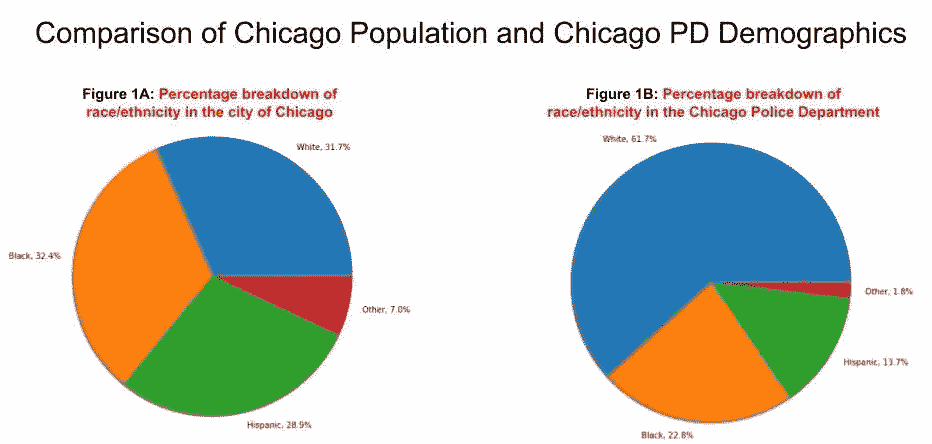 Comparison of Chicago Population and Chicago PD Demographics
Figure 1A: Percentage breakdown of
race/ethnicity in the city of Chicago
White, 31.7%
Black, 32.4%
Other, 7.0%
Hispanic, 28.9%
Figure 1B: Percentage breakdown of
race/ethnicity in the Chicago Police Department
White, 61.7%
Other, 1.8%
Hispanic, 13.7%
Black, 22.8%